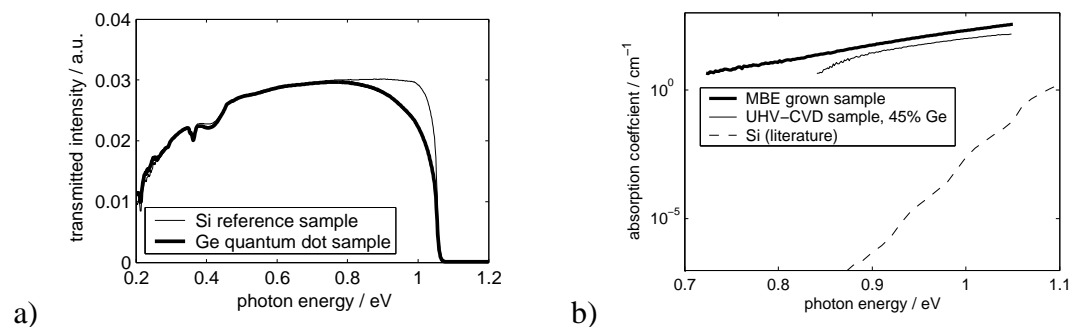 0.04
0.03
0.02
0.01
0
0.2 0.4 0.6 0.8 1.0 1.2
transmitted intensity / a.u.
photon energy / eV
Si reference sample
Ge quantum dot sample
a)
10⁰
10⁻⁵
0.7 0.8 0.9 1 1.1
absorption coeffcient / cm⁻¹
photon energy / eV
MBE grown sample
UHV−CVD sample, 45% Ge
Si (literature)
b)